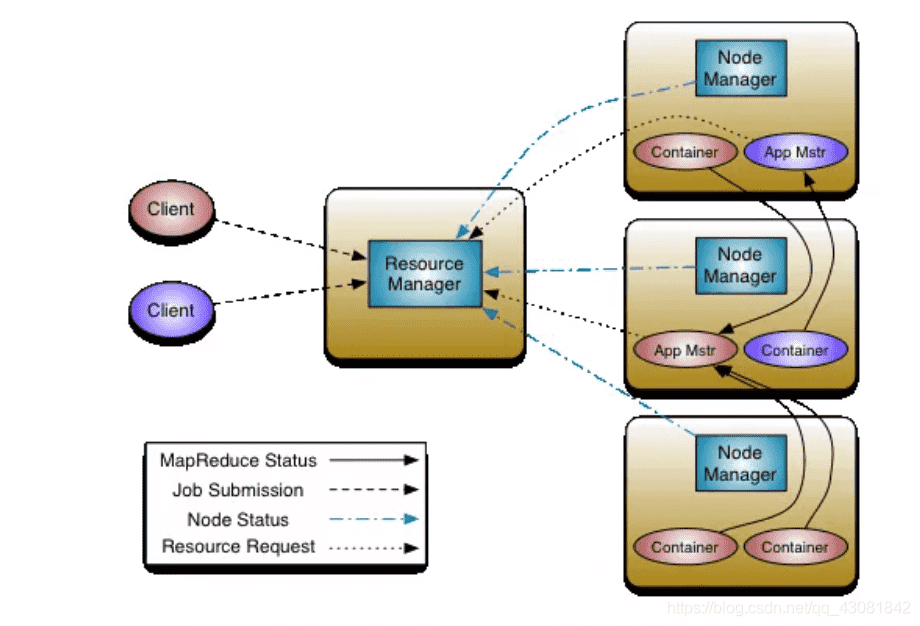 Node
Manager
Container
App Mstr
Client
Resource
Manager
Node
Manager
Client
App Mstr
Container
Node
Manager
Container
Container
MapReduce Status
Job Submission
Node Status
Resource Request
https://blog.csdn.net/qq_43081842